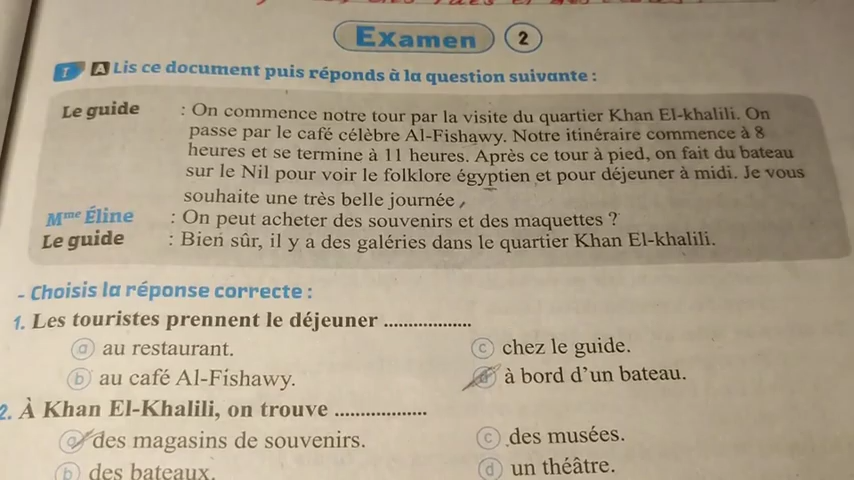 Examen 2
I A Lis ce document puis réponds à la question suivante :
Le guide : On commence notre tour par la visite du quartier Khan El-khalili. On
passe par le café célèbre Al-Fishawy. Notre itinéraire commence à 8
heures et se termine à 11 heures. Après ce tour à pied, on fait du bateau
sur le Nil pour voir le folklore égyptien et pour déjeuner à midi. Je vous
souhaite une très belle journée,
Mme Éline : On peut acheter des souvenirs et des maquettes ?
Le guide : Bien sûr, il y a des galéries dans le quartier Khan El-khalili.
- Choisis la réponse correcte :
1. Les touristes prennent le déjeuner ..................
a au restaurant.
c chez le guide.
b au café Al-Fishawy.
d à bord d'un bateau.
2. À Khan El-Khalili, on trouve ..................
a des magasins de souvenirs.
c des musées.
b des bateaux.
d un théâtre.